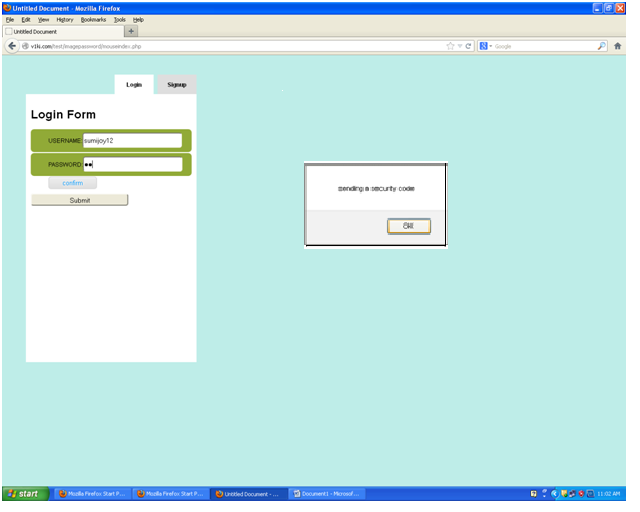 Untitled Document - Mozilla Firefox
File Edit View History Bookmarks Tools Help
Untitled Document +
v1ki.com/test/imagepassword/mouseindex.php
Google
Login Signup
Login Form
USERNAME: sumijoy12
PASSWORD: ●●
confirm
sending a security code
Submit
OK
start Mozilla Firefox Start P... Mozilla Firefox Start P... Untitled Document - ... Document1 - Microsof... 11:02 AM